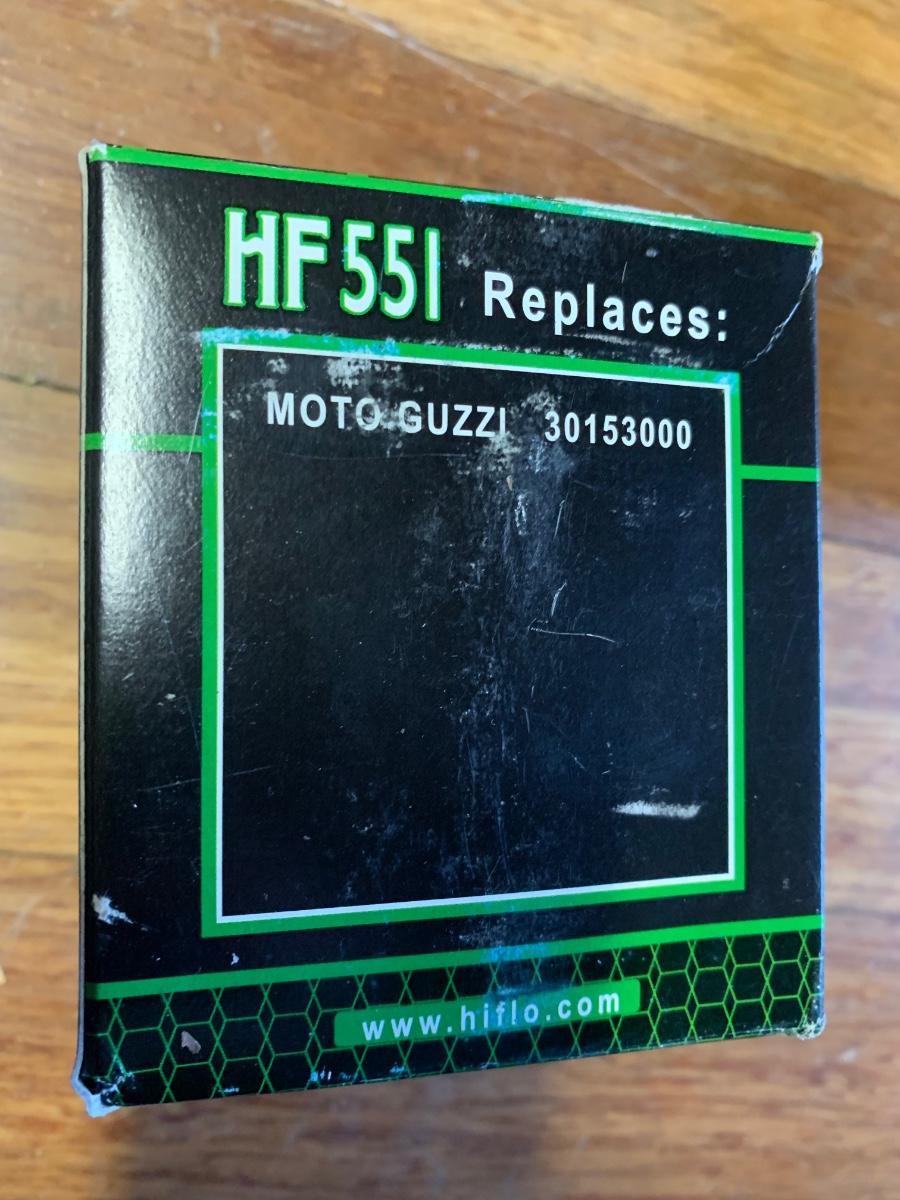 HF551 Replaces:
MOTO GUZZI 30153000
www.hiflo.com